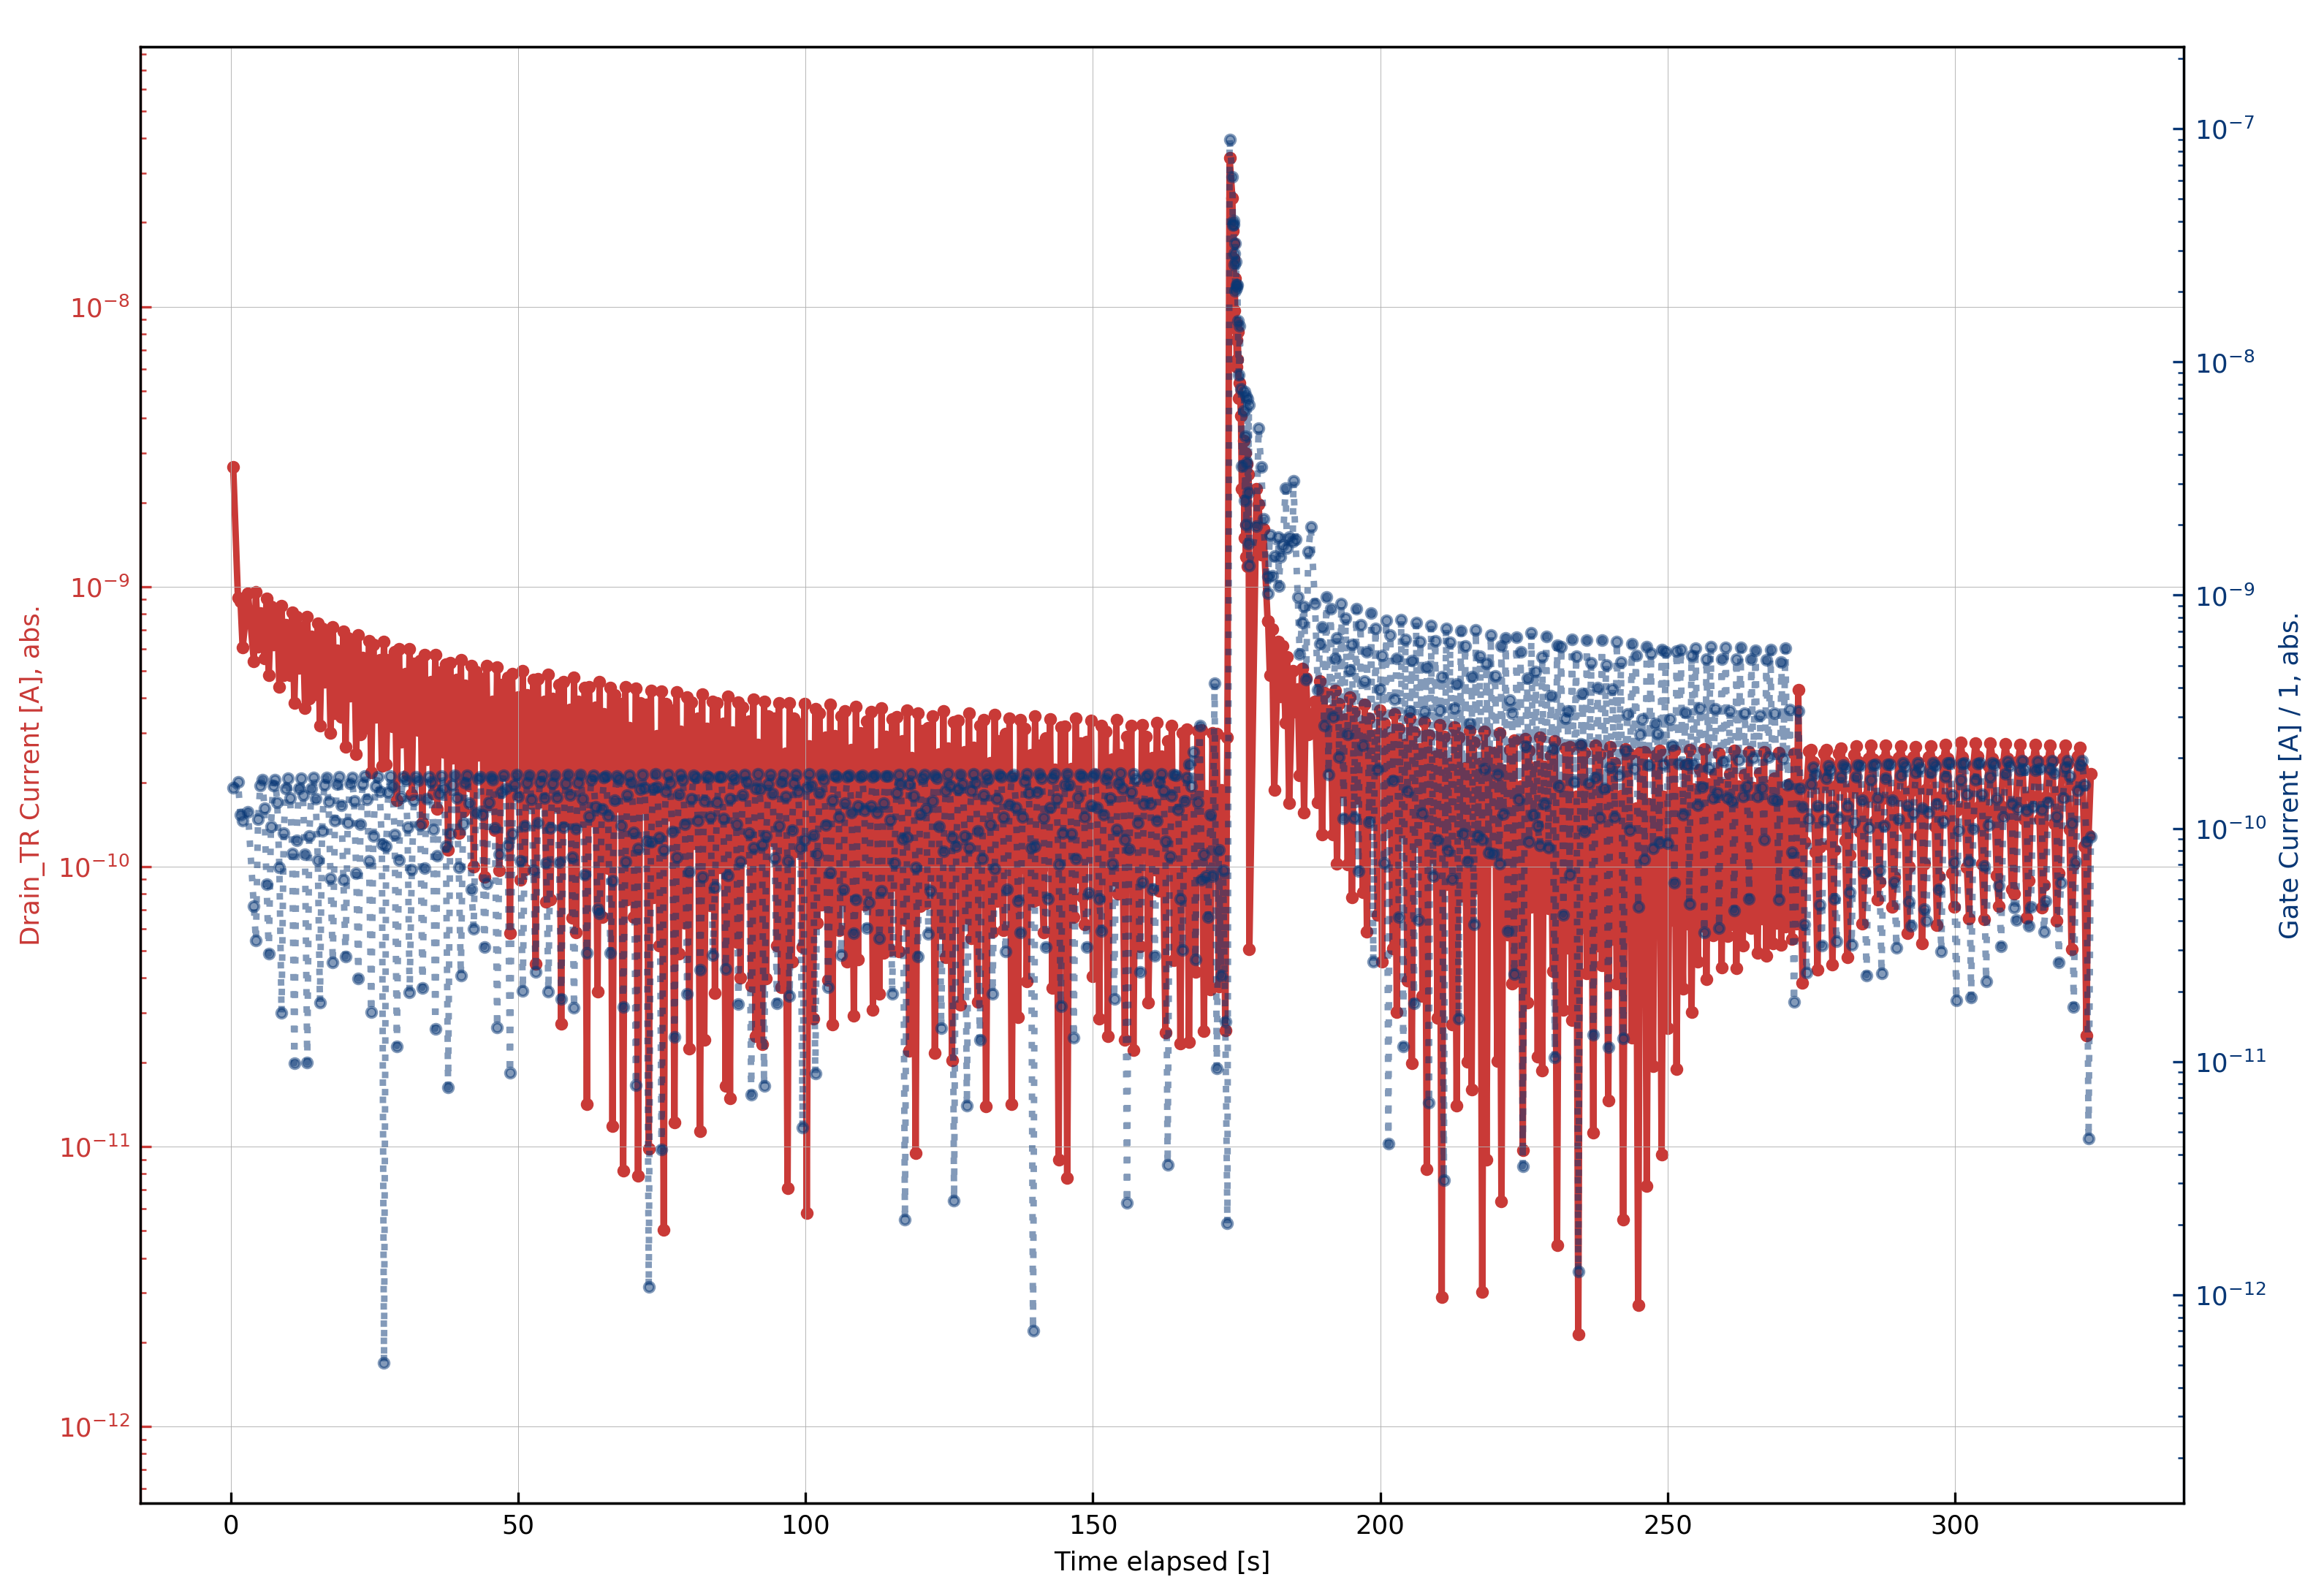 Drain_TR Current [A], abs.
10⁻⁸
10⁻⁹
10⁻¹⁰
10⁻¹¹
10⁻¹²
10⁻⁷
10⁻⁸
10⁻⁹
10⁻¹⁰
10⁻¹¹
10⁻¹²
Gate Current [A] / 1, abs.
0 50 100 150 200 250 300
Time elapsed [s]